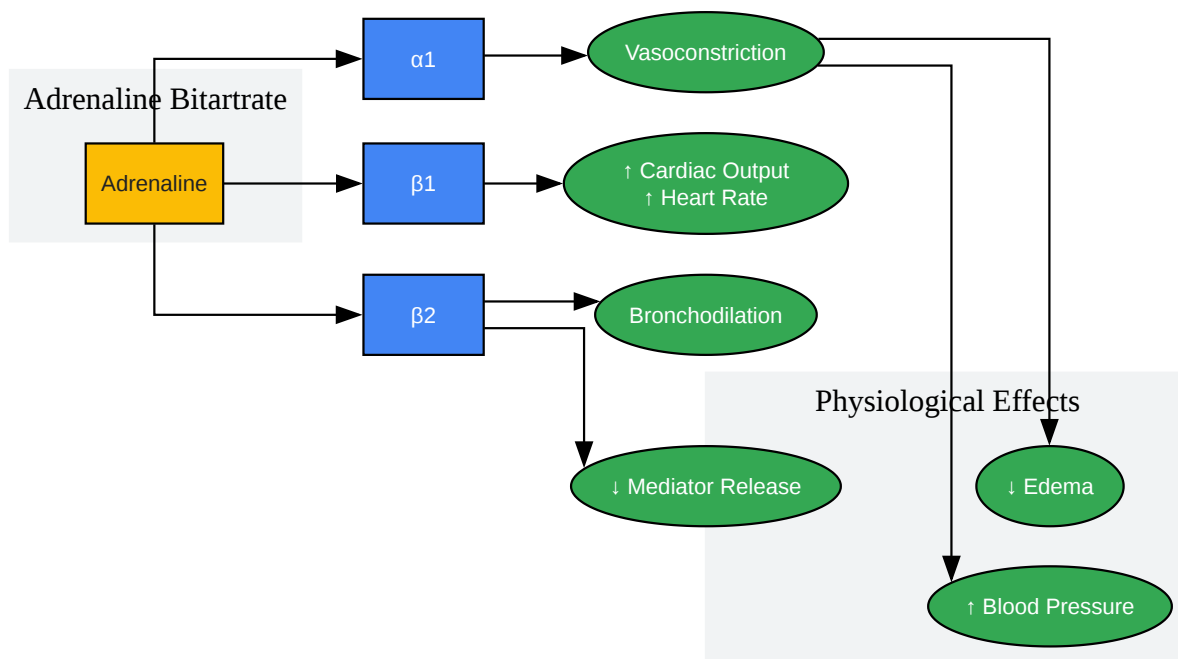 Adrenaline Bitartrate
Adrenaline
α1
β1
β2
Vasoconstriction
↑ Cardiac Output
↑ Heart Rate
Bronchodilation
↓ Mediator Release
Physiological Effects
↓ Edema
↑ Blood Pressure